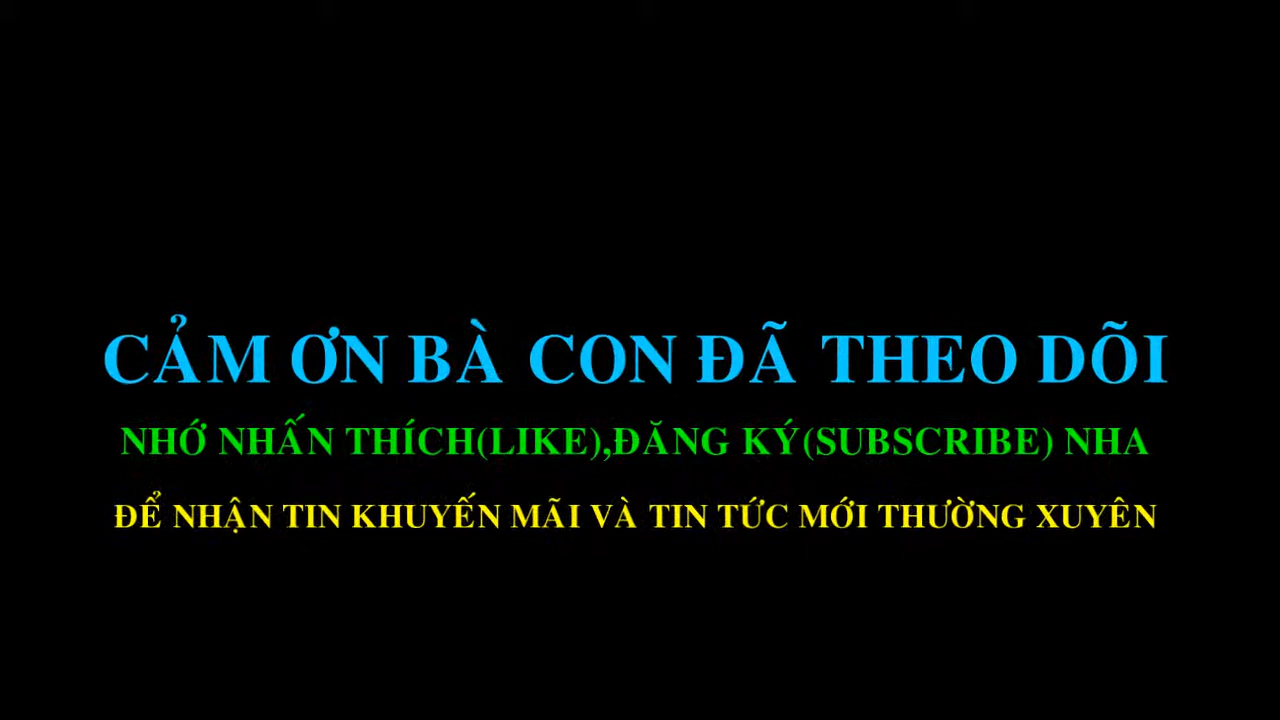 CẢM ƠN BÀ CON ĐÃ THEO DÕI
NHỚ NHẤN THÍCH(LIKE),ĐĂNG KÝ(SUBSCRIBE) NHA
ĐỂ NHẬN TIN KHUYẾN MÃI VÀ TIN TỨC MỚI THƯỜNG XUYÊN